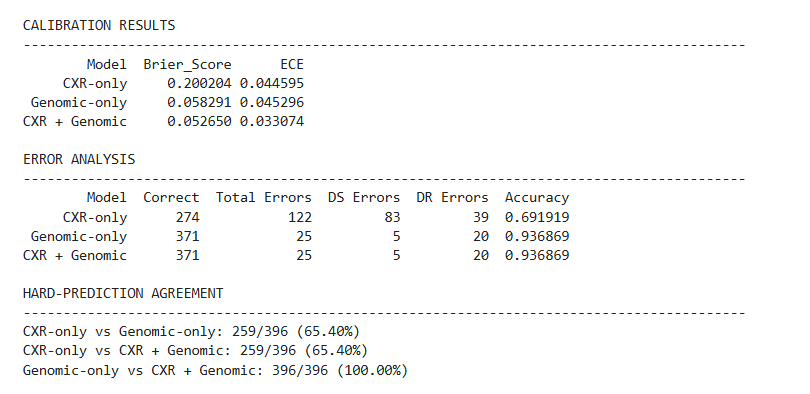 CALIBRATION RESULTS
--------------------------------------------------------------------------------------------
Model Brier_Score ECE
CXR-only 0.200204 0.044595
Genomic-only 0.058291 0.045296
CXR + Genomic 0.052650 0.033074
ERROR ANALYSIS
--------------------------------------------------------------------------------------------
Model Correct Total Errors DS Errors DR Errors Accuracy
CXR-only 274 122 83 39 0.691919
Genomic-only 371 25 5 20 0.936869
CXR + Genomic 371 25 5 20 0.936869
HARD-PREDICTION AGREEMENT
--------------------------------------------------------------------------------------------
CXR-only vs Genomic-only: 259/396 (65.40%)
CXR-only vs CXR + Genomic: 259/396 (65.40%)
Genomic-only vs CXR + Genomic: 396/396 (100.00%)